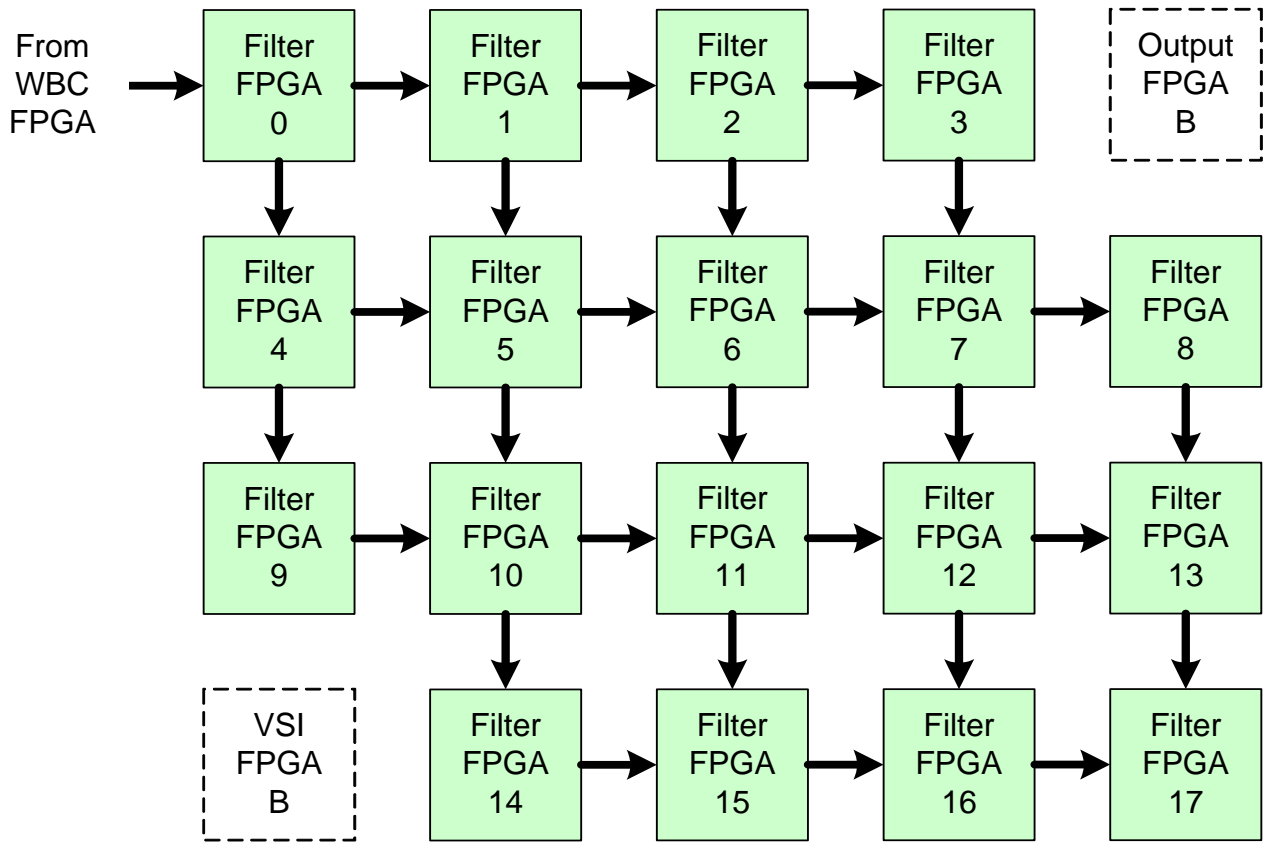 From
WBC
FPGA
Filter
FPGA
0
Filter
FPGA
1
Filter
FPGA
2
Filter
FPGA
3
Output
FPGA
B
Filter
FPGA
4
Filter
FPGA
5
Filter
FPGA
6
Filter
FPGA
7
Filter
FPGA
8
Filter
FPGA
9
Filter
FPGA
10
Filter
FPGA
11
Filter
FPGA
12
Filter
FPGA
13
VSI
FPGA
B
Filter
FPGA
14
Filter
FPGA
15
Filter
FPGA
16
Filter
FPGA
17